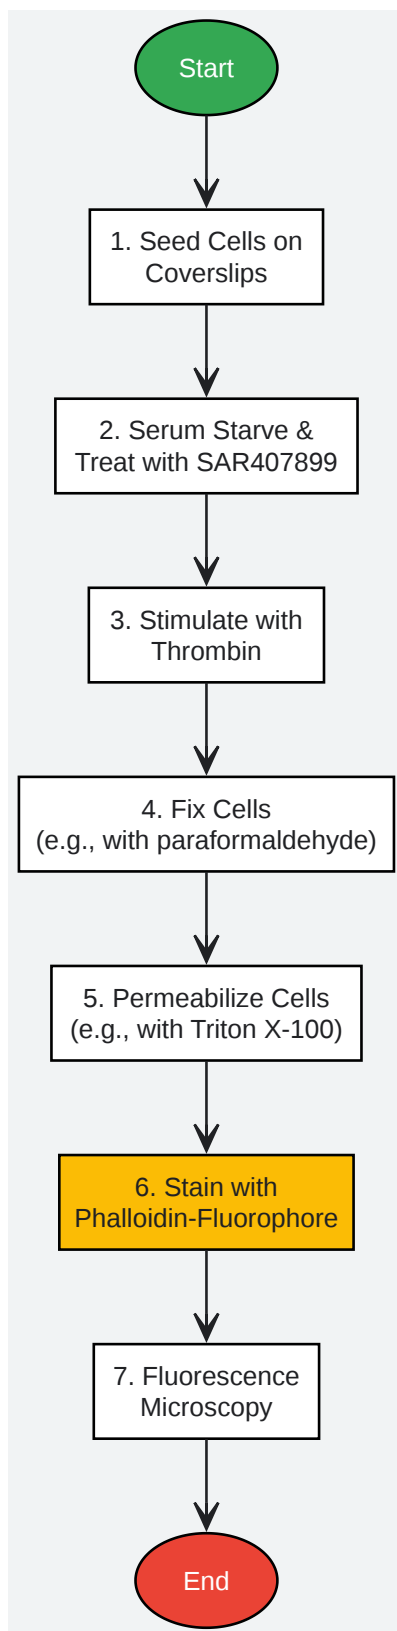 Start
1. Seed Cells on
Coverslips
2. Serum Starve &
Treat with SAR407899
3. Stimulate with
Thrombin
4. Fix Cells
(e.g., with paraformaldehyde)
5. Permeabilize Cells
(e.g., with Triton X-100)
6. Stain with
Phalloidin-Fluorophore
7. Fluorescence
Microscopy
End